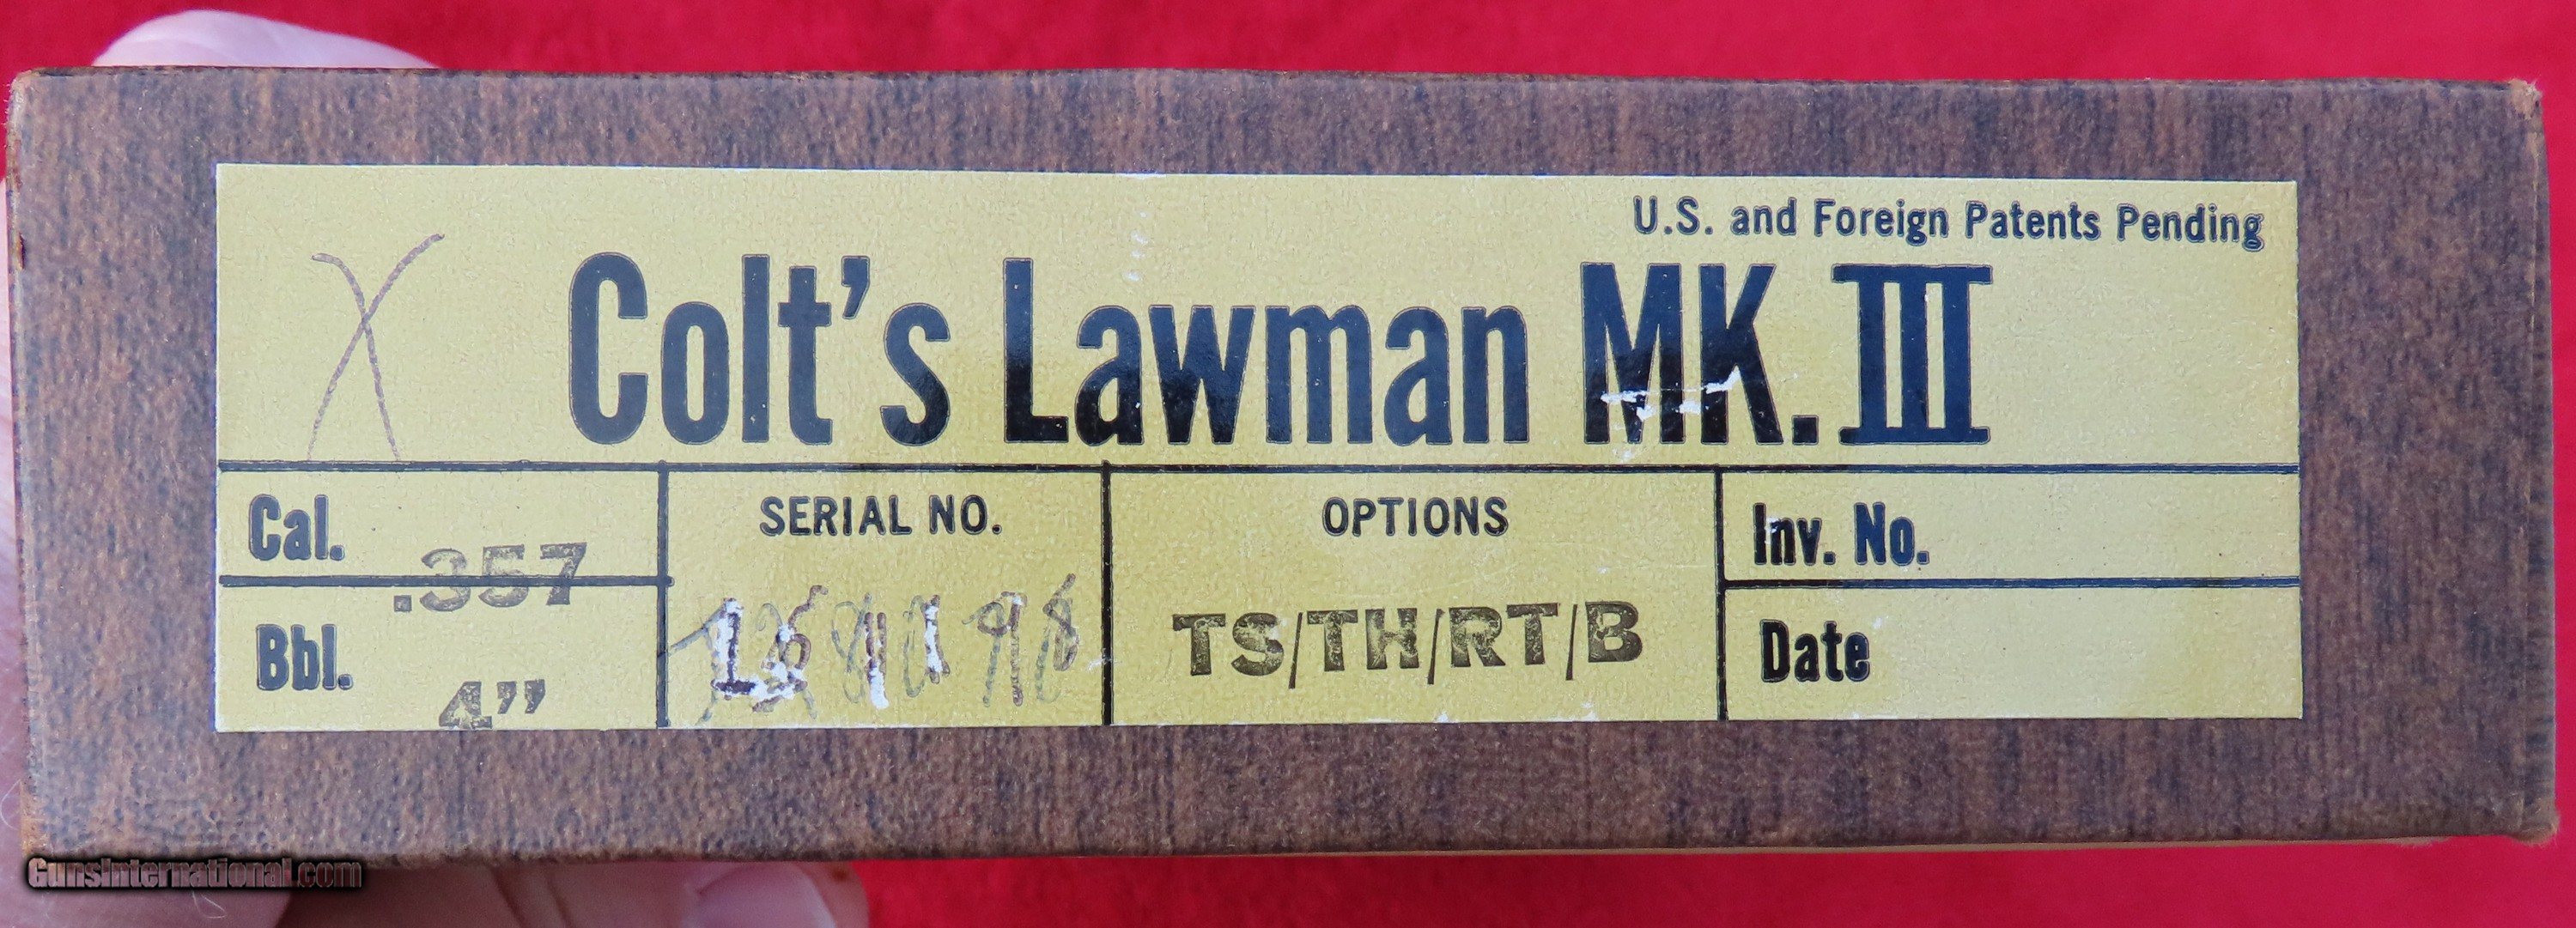 U.S. and Foreign Patents Pending
X Colt's Lawman MK.III
Cal. .357
Bbl. 4"
SERIAL NO.
OPTIONS
TS/TH/RT/B
Inv. No.
Date
GunsInternational.com